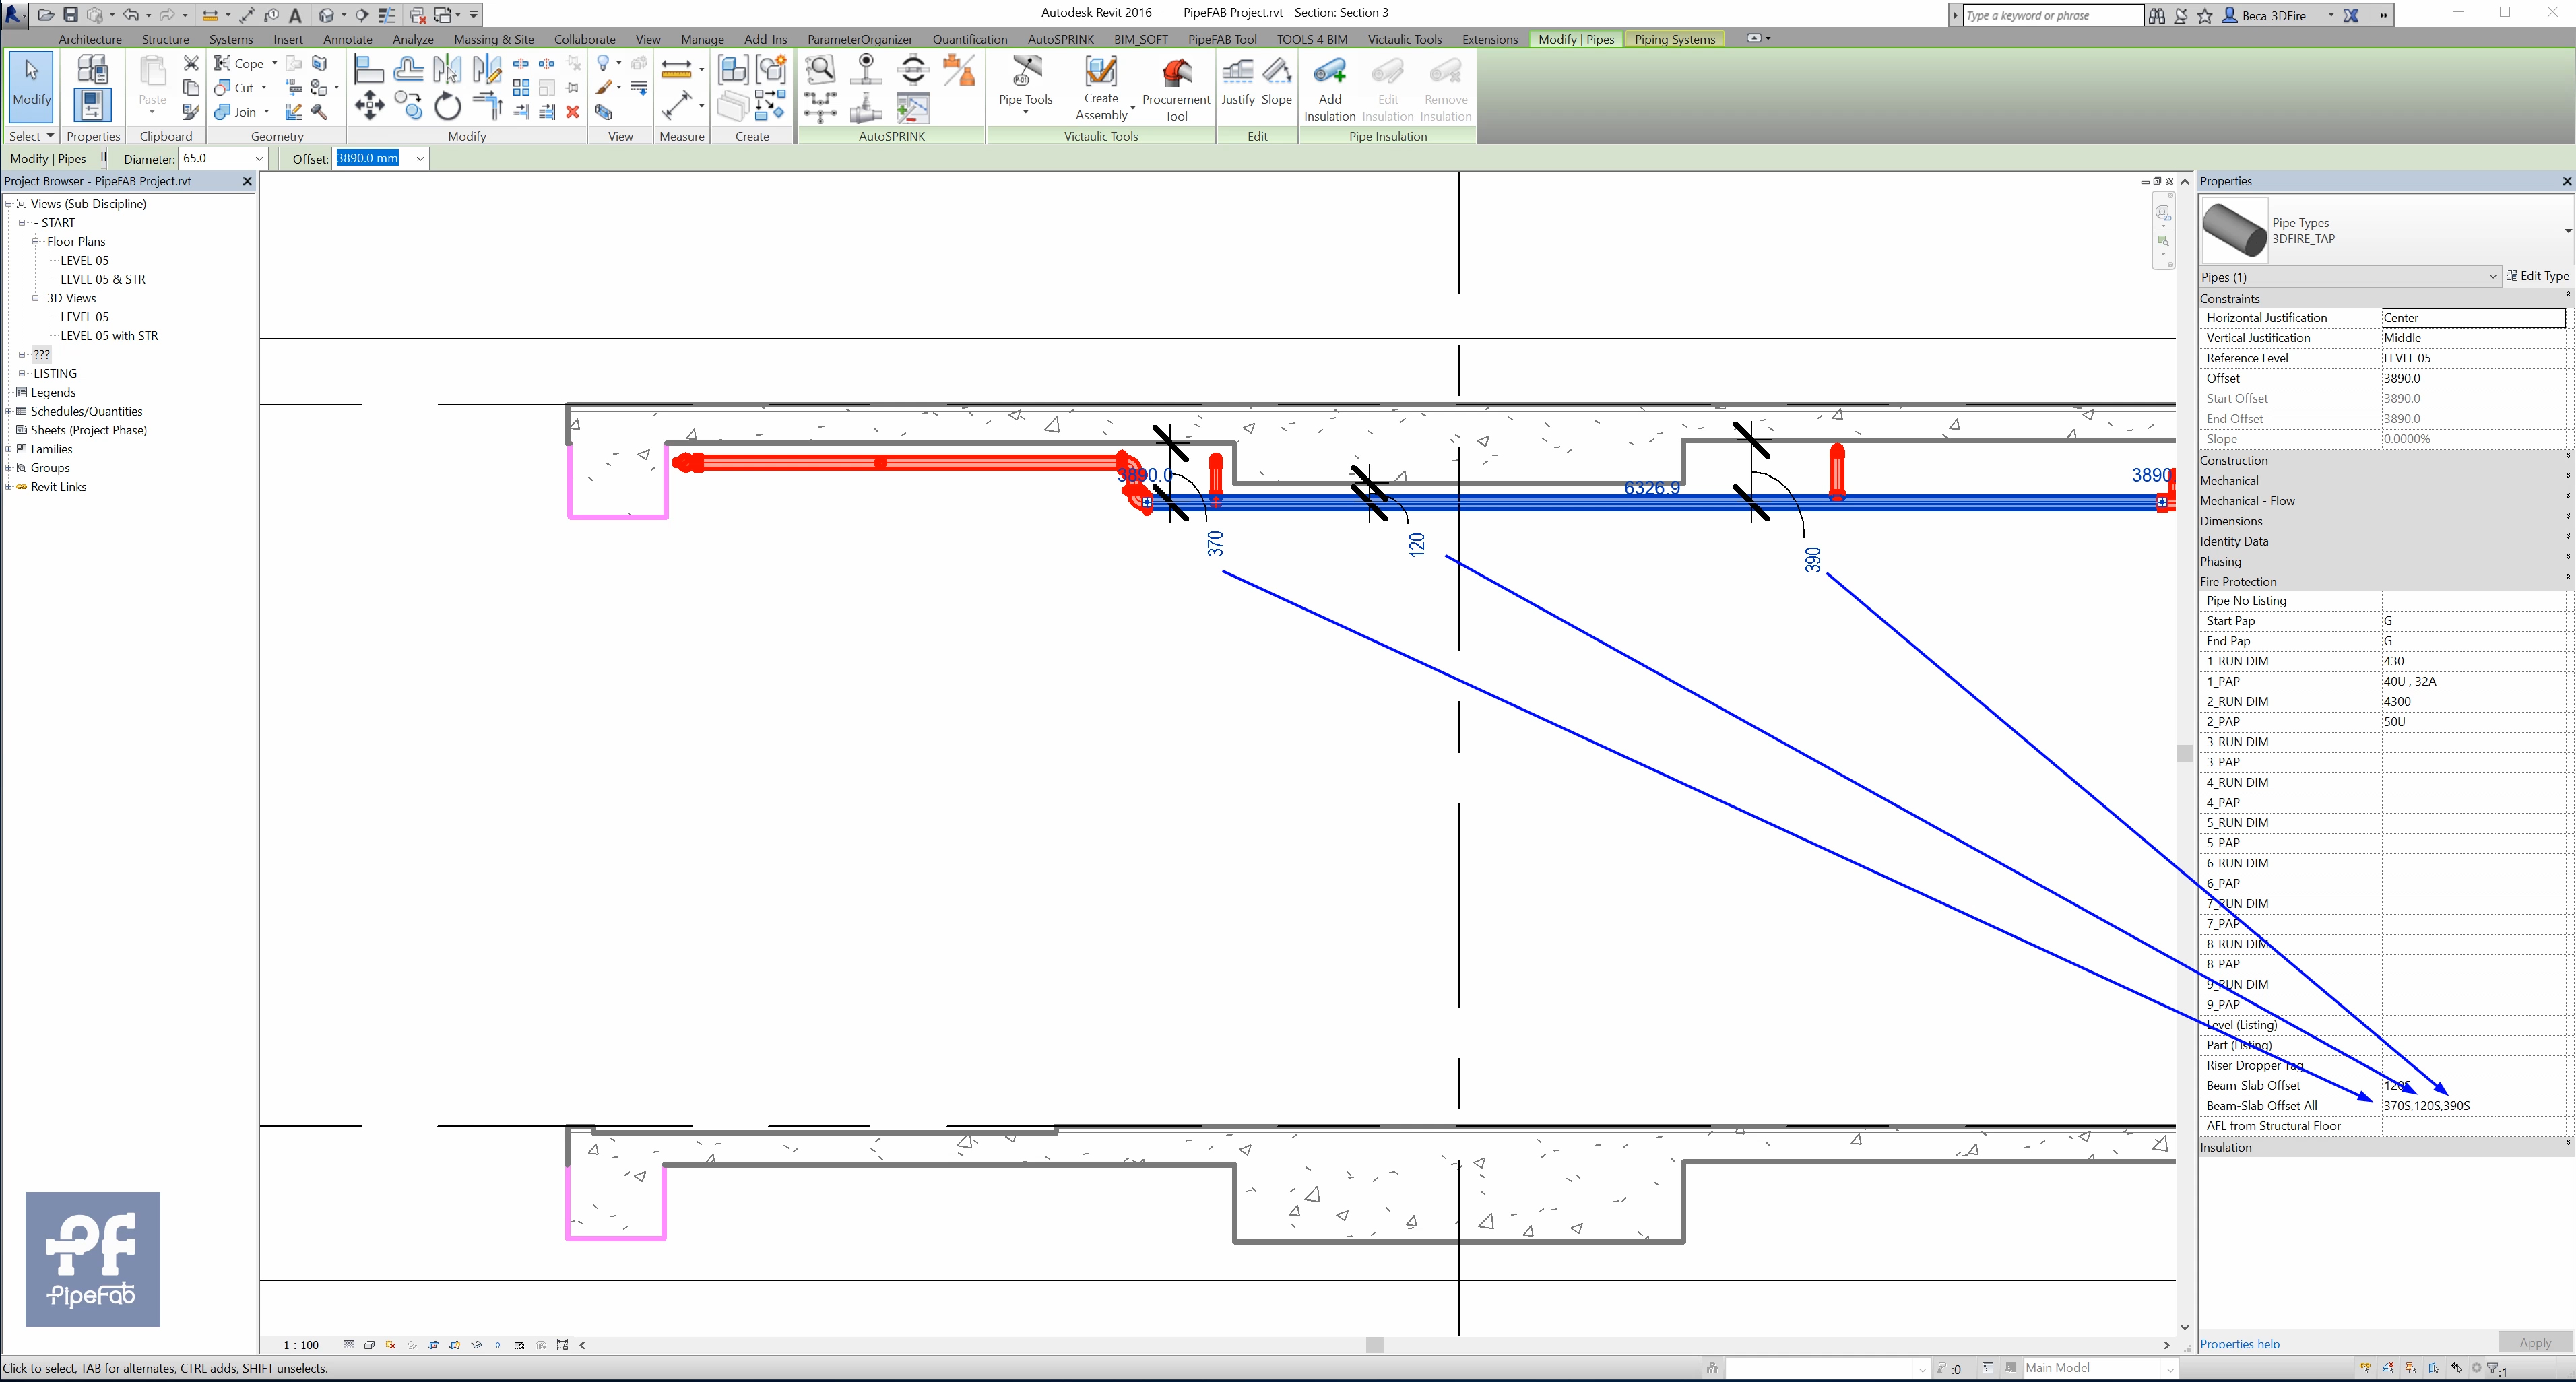 Autodesk Revit 2016 - PipeFAB Project.rvt - Section: Section 3
Type a keyword or phrase
Beca_3DFire
Architecture Structure Systems Insert Annotate Analyze Massing & Site Collaborate View Manage Add-Ins ParameterOrganizer Quantification AutoSPRINK BIM_SOFT PipeFAB Tool TOOLS 4 BIM Victaulic Tools Extensions Modify | Pipes Piping Systems
Modify
Paste
Cope
Cut
Join
Pipe Tools
Create Assembly
Procurement Tool
Justify
Slope
Add Insulation
Edit Insulation
Remove Insulation
Select Properties Clipboard Geometry Modify View Measure Create AutoSPRINK Victaulic Tools Edit Pipe Insulation
Modify | Pipes Diameter: 65.0 Offset: 3890.0 mm
Project Browser - PipeFAB Project.rvt
Views (Sub Discipline)
- START
Floor Plans
LEVEL 05
LEVEL 05 & STR
3D Views
LEVEL 05
LEVEL 05 with STR
???
LISTING
Legends
Schedules/Quantities
Sheets (Project Phase)
Families
Groups
Revit Links
3890.0
6326.9
3890
370
120
390
pf
PipeFab
Properties
Pipe Types
3DFIRE_TAP
Pipes (1) Edit Type
Constraints
Horizontal Justification Center
Vertical Justification Middle
Reference Level LEVEL 05
Offset 3890.0
Start Offset 3890.0
End Offset 3890.0
Slope 0.0000%
Construction
Mechanical
Mechanical - Flow
Dimensions
Identity Data
Phasing
Fire Protection
Pipe No Listing
Start Pap G
End Pap G
1_RUN DIM 430
1_PAP 40U , 32A
2_RUN DIM 4300
2_PAP 50U
3_RUN DIM
3_PAP
4_RUN DIM
4_PAP
5_RUN DIM
5_PAP
6_RUN DIM
6_PAP
7_RUN DIM
7_PAP
8_RUN DIM
8_PAP
9_RUN DIM
9_PAP
Level (Listing)
Part (Listing)
Riser Dropper Tag
Beam-Slab Offset 120S
Beam-Slab Offset All 370S,120S,390S
AFL from Structural Floor
Insulation
Properties help Apply
1 : 100
Click to select, TAB for alternates, CTRL adds, SHIFT unselects.
:0
Main Model
:1